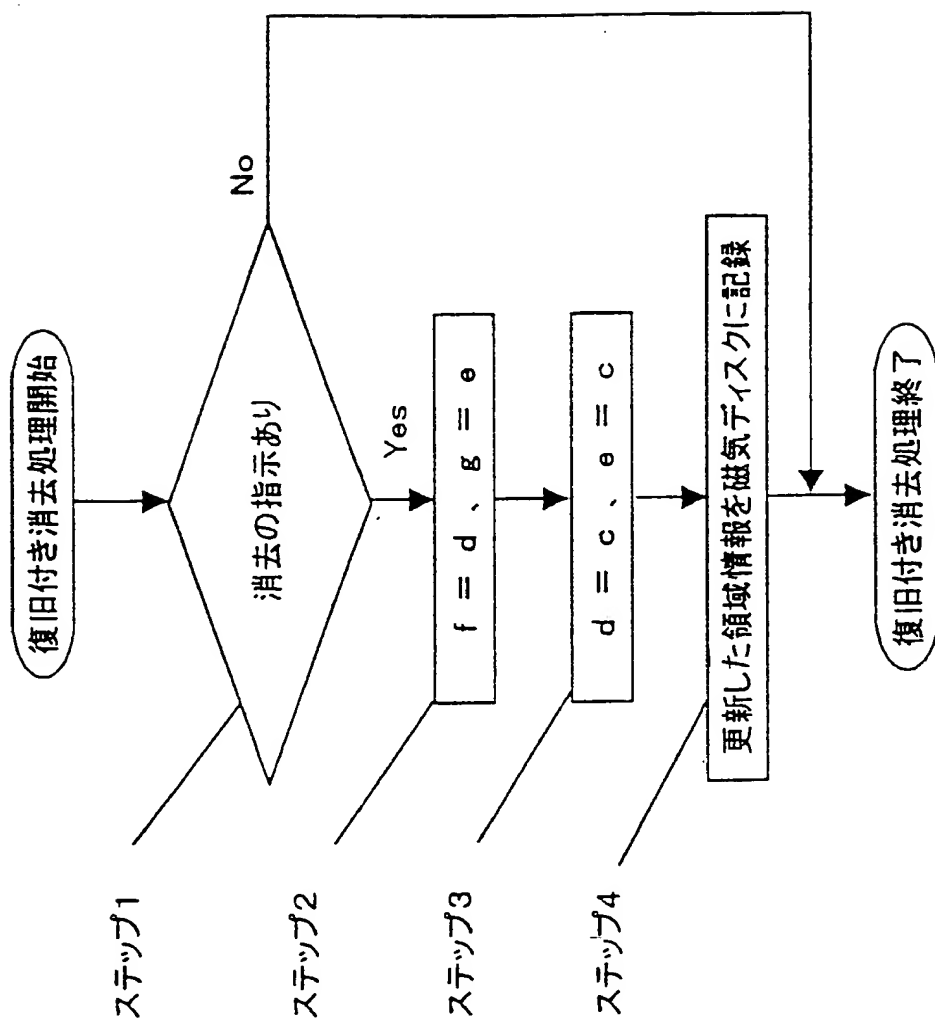 復旧付き消去処理開始
ステップ1
消去の指示あり
No
Yes
ステップ2
f = d 、 g = e
ステップ3
d = c 、 e = c
ステップ4
更新した領域情報を磁気ディスクに記録
復旧付き消去処理終了